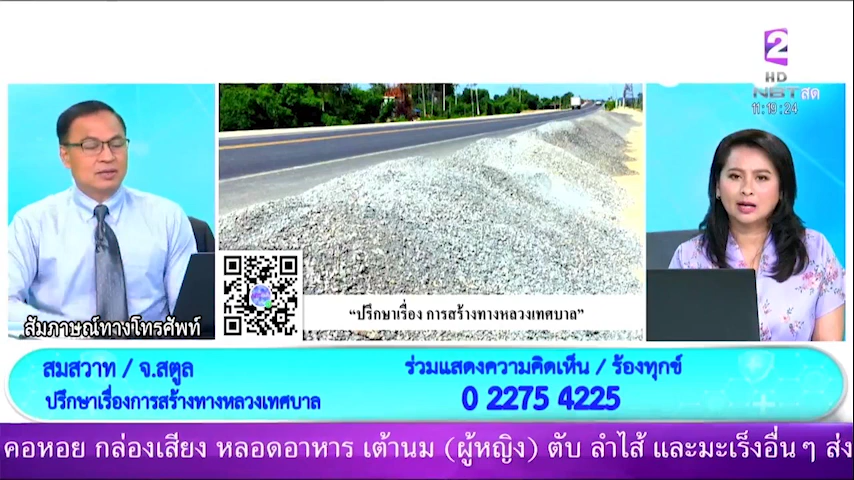 2
HD
NBT สด
11:19:24
"ปรึกษาเรื่อง การสร้างทางหลวงเทศบาล"
สัมภาษณ์ทางโทรศัพท์
สมสวาท / จ.สตูล
ปรึกษาเรื่องการสร้างทางหลวงเทศบาล
ร่วมแสดงความคิดเห็น / ร้องทุกข์
0 2275 4225
คอหอย กล่องเสียง หลอดอาหาร เต้านม (ผู้หญิง) ตับ ลำไส้ และมะเร็งอื่นๆ ส่ง